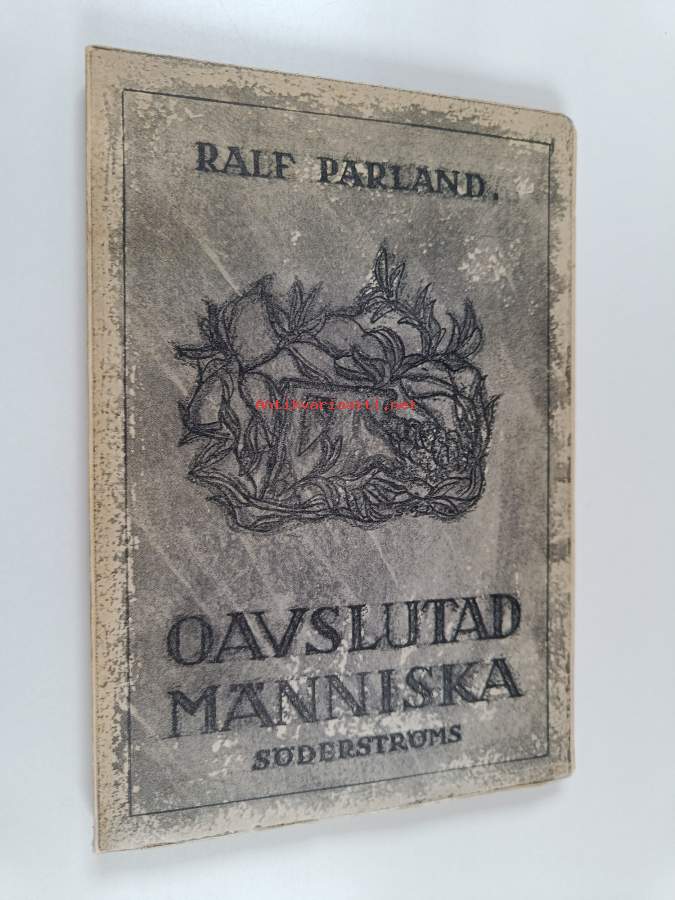 RALF PARLAND.
Antikvariaatti.net
OAVSLUTAD
MÄNNISKA
SÖDERSTRÖMS